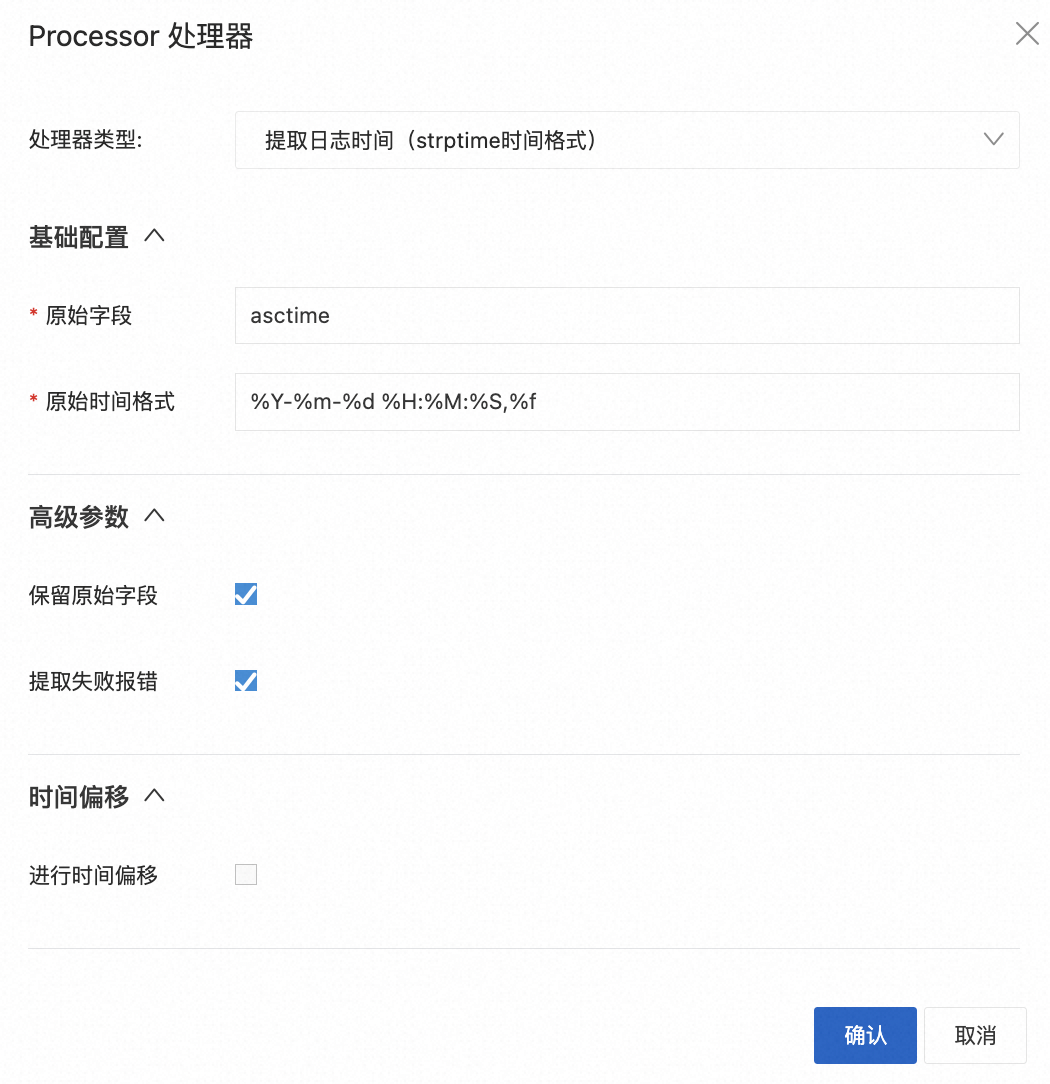 Processor 处理器
处理器类型: 提取日志时间（strptime时间格式）
基础配置
* 原始字段 asctime
* 原始时间格式 %Y-%m-%d %H:%M:%S,%f
高级参数
保留原始字段
提取失败报错
时间偏移
进行时间偏移
确认 取消